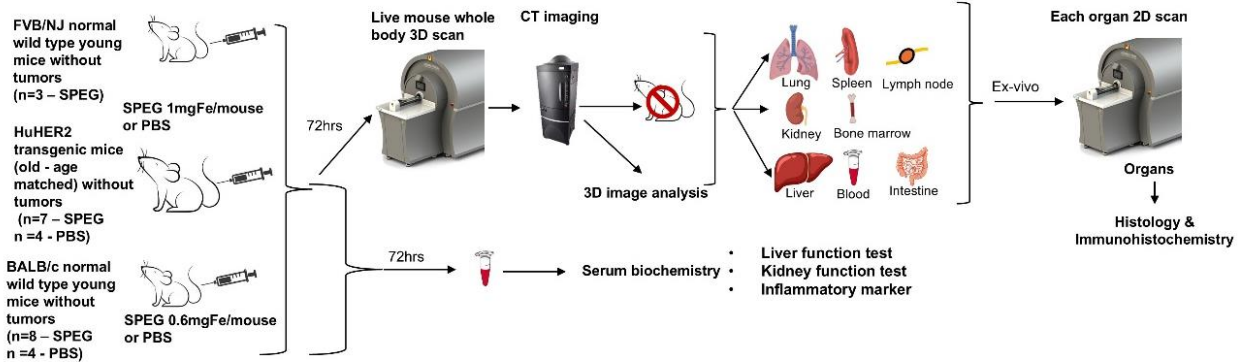 FVB/NJ normal
wild type young
mice without
tumors
(n=3 – SPEG)
SPEG 1mgFe/mouse
or PBS
HuHER2
transgenic mice
(old - age
matched) without
tumors
(n=7 – SPEG
n =4 - PBS)
BALB/c normal
wild type young
mice without
tumors
(n=8 – SPEG
n =4 - PBS)
SPEG 0.6mgFe/mouse
or PBS
72hrs
Live mouse whole
body 3D scan
CT imaging
3D image analysis
Lung
Spleen
Lymph node
Kidney
Bone marrow
Liver
Blood
Intestine
Ex-vivo
Each organ 2D scan
Organs
Histology &
Immunohistochemistry
72hrs
Serum biochemistry
• Liver function test
• Kidney function test
• Inflammatory marker